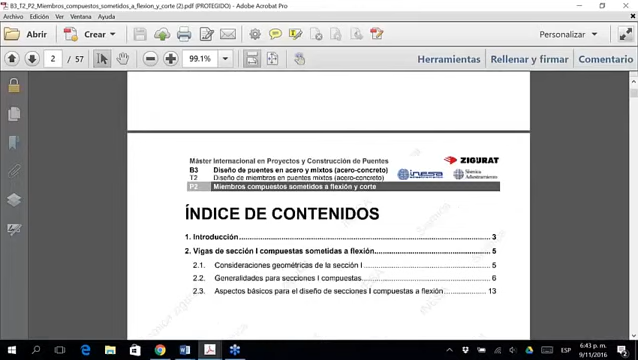 B3_T2_P2_Miembros_compuestos_sometidos_a_flexion_y_corte (2).pdf (PROTEGIDO) - Adobe Acrobat Pro
Archivo Edición Ver Ventana Ayuda
Abrir Crear Personalizar
2 / 57 99.1% Herramientas Rellenar y firmar Comentario
Máster Internacional en Proyectos y Construcción de Puentes
B3 Diseño de puentes en acero y mixtos (acero-concreto)
T2 Diseño de miembros en puentes mixtos (acero-concreto)
P2 Miembros compuestos sometidos a flexión y corte
inesa
ZIGURAT
ÍNDICE DE CONTENIDOS
1. Introducción 3
2. Vigas de sección I compuestas sometidas a flexión 5
2.1. Consideraciones geométricas de la sección I 5
2.2. Generalidades para secciones I compuestas 6
2.3. Aspectos básicos para el diseño de secciones I compuestas a flexión 13
ESP
6:43 p. m.
9/11/2016